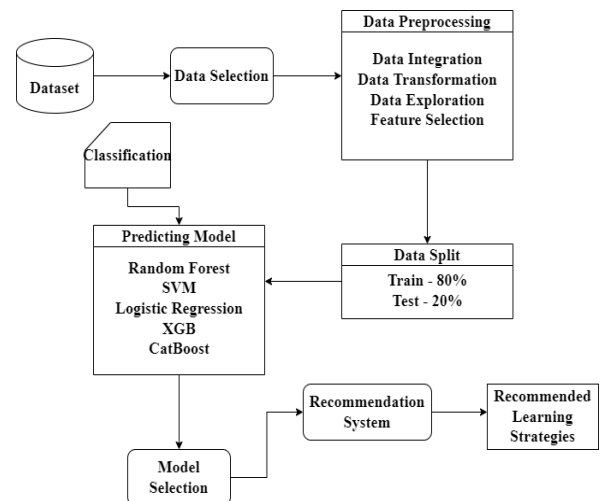 Dataset
Data Selection
Data Preprocessing
Data Integration
Data Transformation
Data Exploration
Feature Selection
Classification
Predicting Model
Random Forest
SVM
Logistic Regression
XGB
CatBoost
Data Split
Train - 80%
Test - 20%
Model
Selection
Recommendation
System
Recommended
Learning
Strategies